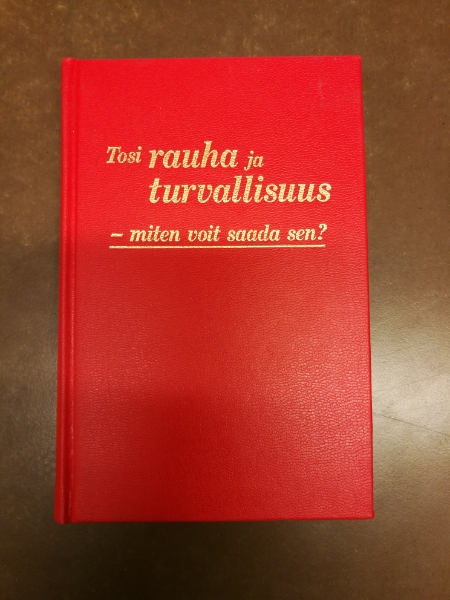 Tosi rauha ja
turvallisuus
– miten voit saada sen?